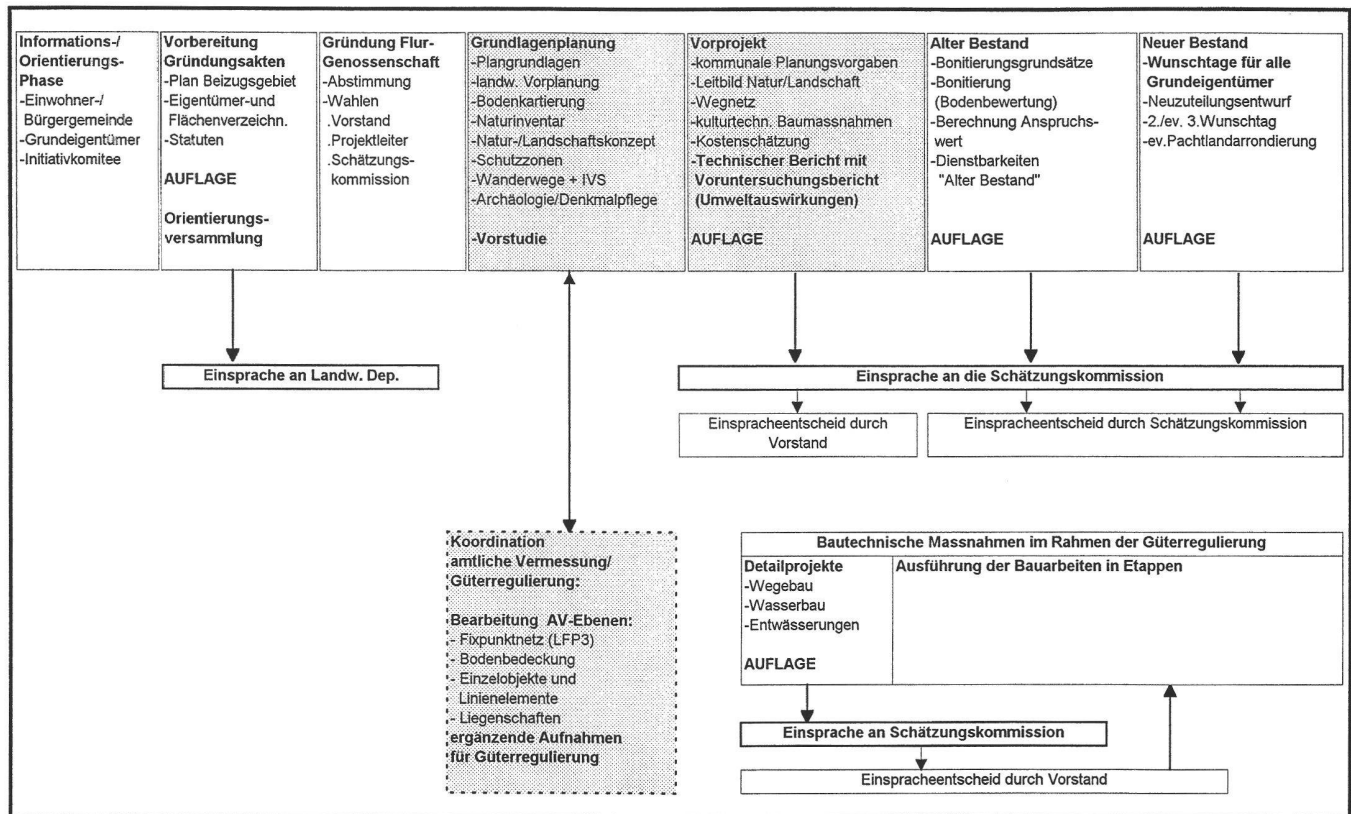 Informations-/
Orientierungs-
Phase
-Einwohner-/
Bürgergemeinde
-Grundeigentümer
-Initiativkomitee
Vorbereitung
Gründungsakten
-Plan Beizugsgebiet
-Eigentümer-und
Flächenverzeichn.
-Statuten
AUFLAGE
Orientierungs-
versammlung
Gründung Flur-
Genossenschaft
-Abstimmung
-Wahlen
.Vorstand
.Projektleiter
.Schätzungs-
kommission
Grundlagenplanung
-Plangrundlagen
-landw. Vorplanung
-Bodenkartierung
-Naturinventar
-Natur-/Landschaftskonzept
-Schutzzonen
-Wanderwege + IVS
-Archäologie/Denkmalpflege
-Vorstudie
Vorprojekt
-kommunale Planungsvorgaben
-Leitbild Natur/Landschaft
-Wegnetz
-kulturtechn. Baumassnahmen
-Kostenschätzung
-Technischer Bericht mit
Voruntersuchungsbericht
(Umweltauswirkungen)
AUFLAGE
Alter Bestand
-Bonitierungsgrundsätze
-Bonitierung
(Bodenbewertung)
-Berechnung Anspruchs-
wert
-Dienstbarkeiten
"Alter Bestand"
AUFLAGE
Neuer Bestand
-Wunschtage für alle
Grundeigentümer
-Neuzuteilungsentwurf
-2./ev. 3.Wunschtag
-ev.Pachtlandarrondierung
AUFLAGE
Einsprache an Landw. Dep.
Einsprache an die Schätzungskommission
Einspracheentscheid durch
Vorstand
Einspracheentscheid durch Schätzungskommission
Koordination
amtliche Vermessung/
Güterregulierung:
Bearbeitung AV-Ebenen:
- Fixpunktnetz (LFP3)
- Bodenbedeckung
- Einzelobjekte und
Linienelemente
- Liegenschaften
ergänzende Aufnahmen
für Güterregulierung
Bautechnische Massnahmen im Rahmen der Güterregulierung
Detailprojekte
-Wegebau
-Wasserbau
-Entwässerungen
AUFLAGE
Ausführung der Bauarbeiten in Etappen
Einsprache an Schätzungskommission
Einspracheentscheid durch Vorstand